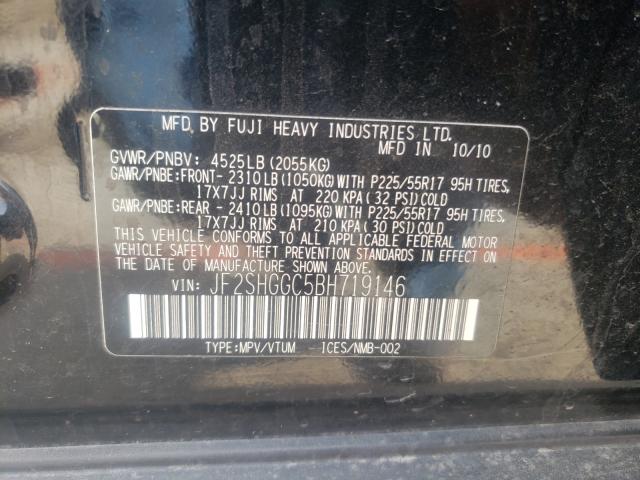 MFD. BY FUJI HEAVY INDUSTRIES LTD.
MFD IN 10/10
GVWR/PNBV: 4525LB (2055KG)
GAWR/PNBE:FRONT- 2310LB (1050KG) WITH P225/55R17 95H TIRES,
17X7JJ RIMS AT 220 KPA (32 PSI) COLD
GAWR/PNBE:REAR - 2410LB (1095KG) WITH P225/55R17 95H TIRES,
17X7JJ RIMS AT 210 KPA (30 PSI) COLD
THIS VEHICLE CONFORMS TO ALL APPLICABLE FEDERAL MOTOR
VEHICLE SAFETY AND THEFT PREVENTION STANDARDS IN EFFECT ON
THE DATE OF MANUFACTURE SHOWN ABOVE.
VIN: JF2SHGGC5BH719146
TYPE:MPV/VTUM ICES/NMB-002